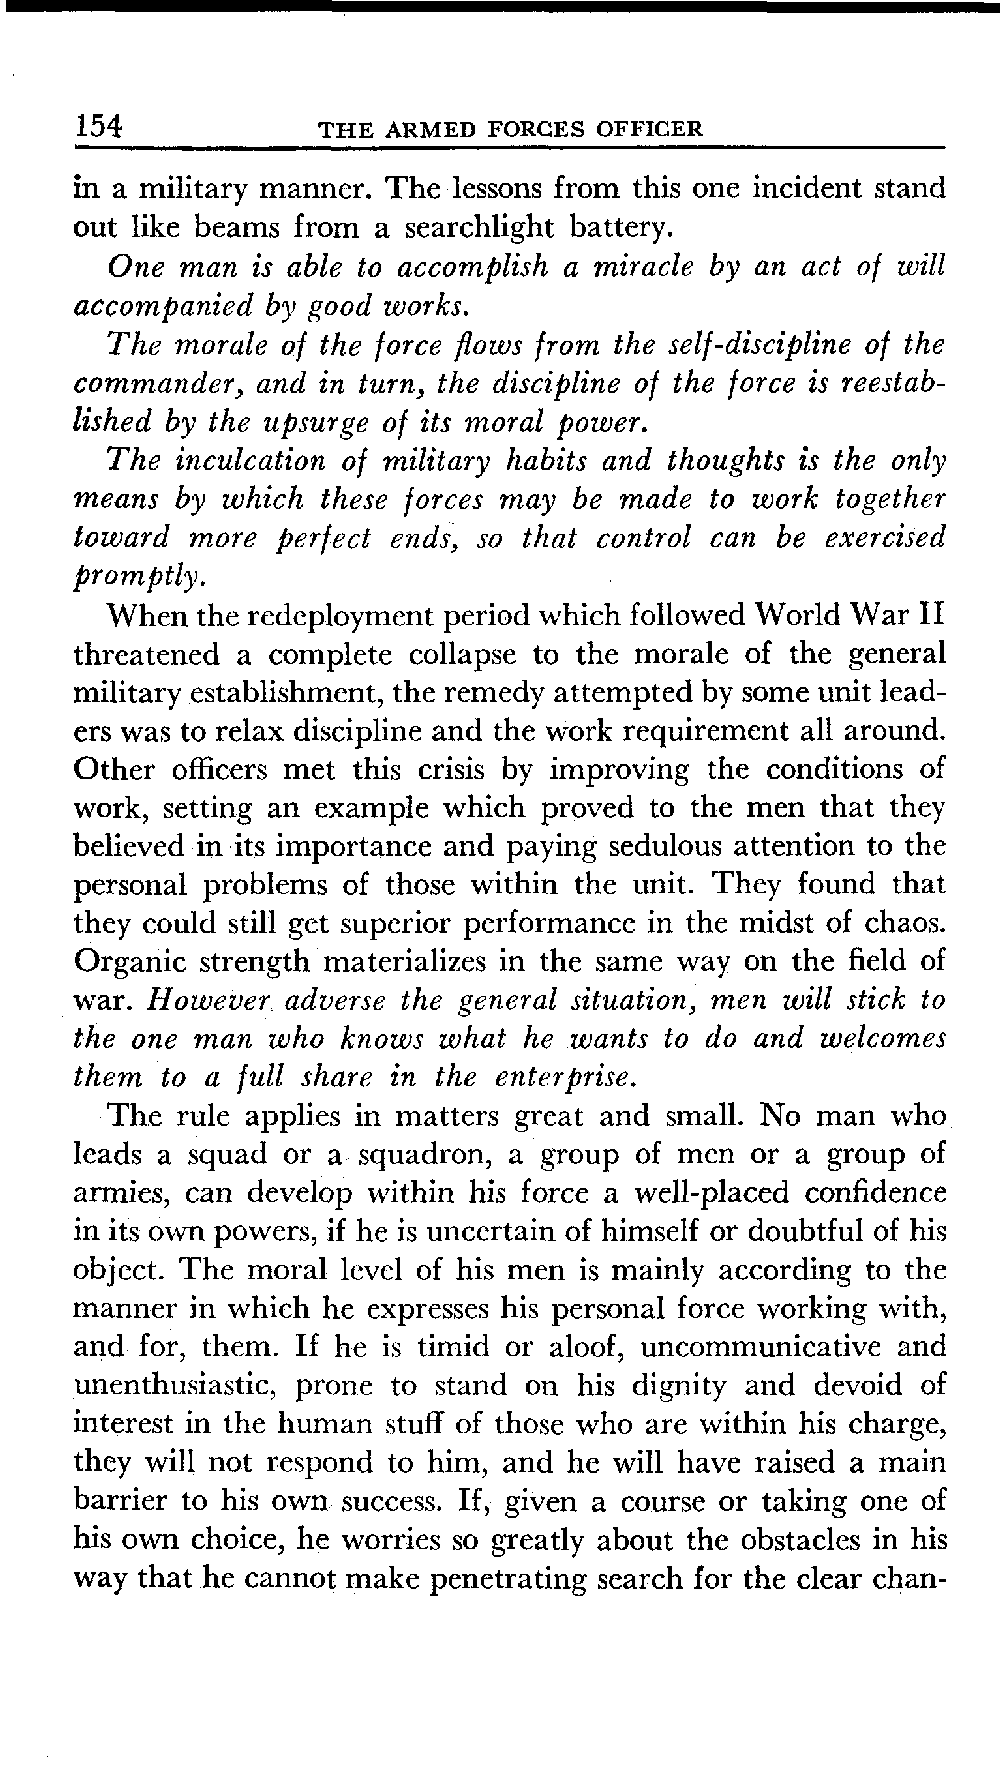 154 THE ARMED FORCES OFFICER
in a military manner. The lessons from this one incident stand
out like beams from a searchlight battery.
One man is able to accomplish a miracle by an act of will
accompanied by good works.
The morale of the force flows from the self-discipline of the
commander, and in turn, the discipline of the force is reestab-
lished by the upsurge of its moral power.
The inculcation of military habits and thoughts is the only
means by which these forces may be made to work together
toward more perfect ends, so that control can be exercised
promptly.
When the redeployment period which followed World War II
threatened a complete collapse to the morale of the general
military establishment, the remedy attempted by some unit lead-
ers was to relax discipline and the work requirement all around.
Other officers met this crisis by improving the conditions of
work, setting an example which proved to the men that they
believed in its importance and paying sedulous attention to the
personal problems of those within the unit. They found that
they could still get superior performance in the midst of chaos.
Organic strength materializes in the same way on the field of
war. However adverse the general situation, men will stick to
the one man who knows what he wants to do and welcomes
them to a full share in the enterprise.
The rule applies in matters great and small. No man who
leads a squad or a squadron, a group of men or a group of
armies, can develop within his force a well-placed confidence
in its own powers, if he is uncertain of himself or doubtful of his
object. The moral level of his men is mainly according to the
manner in which he expresses his personal force working with,
and for, them. If he is timid or aloof, uncommunicative and
unenthusiastic, prone to stand on his dignity and devoid of
interest in the human stuff of those who are within his charge,
they will not respond to him, and he will have raised a main
barrier to his own success. If, given a course or taking one of
his own choice, he worries so greatly about the obstacles in his
way that he cannot make penetrating search for the clear chan-